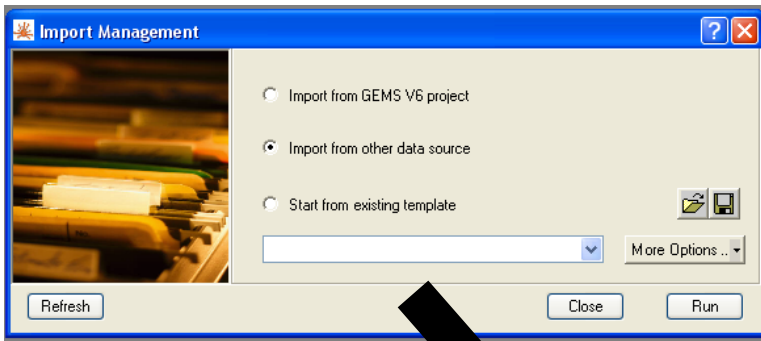 Import Management
Import from GEMS V6 project
Import from other data source
Start from existing template
More Options ..
Refresh
Close
Run